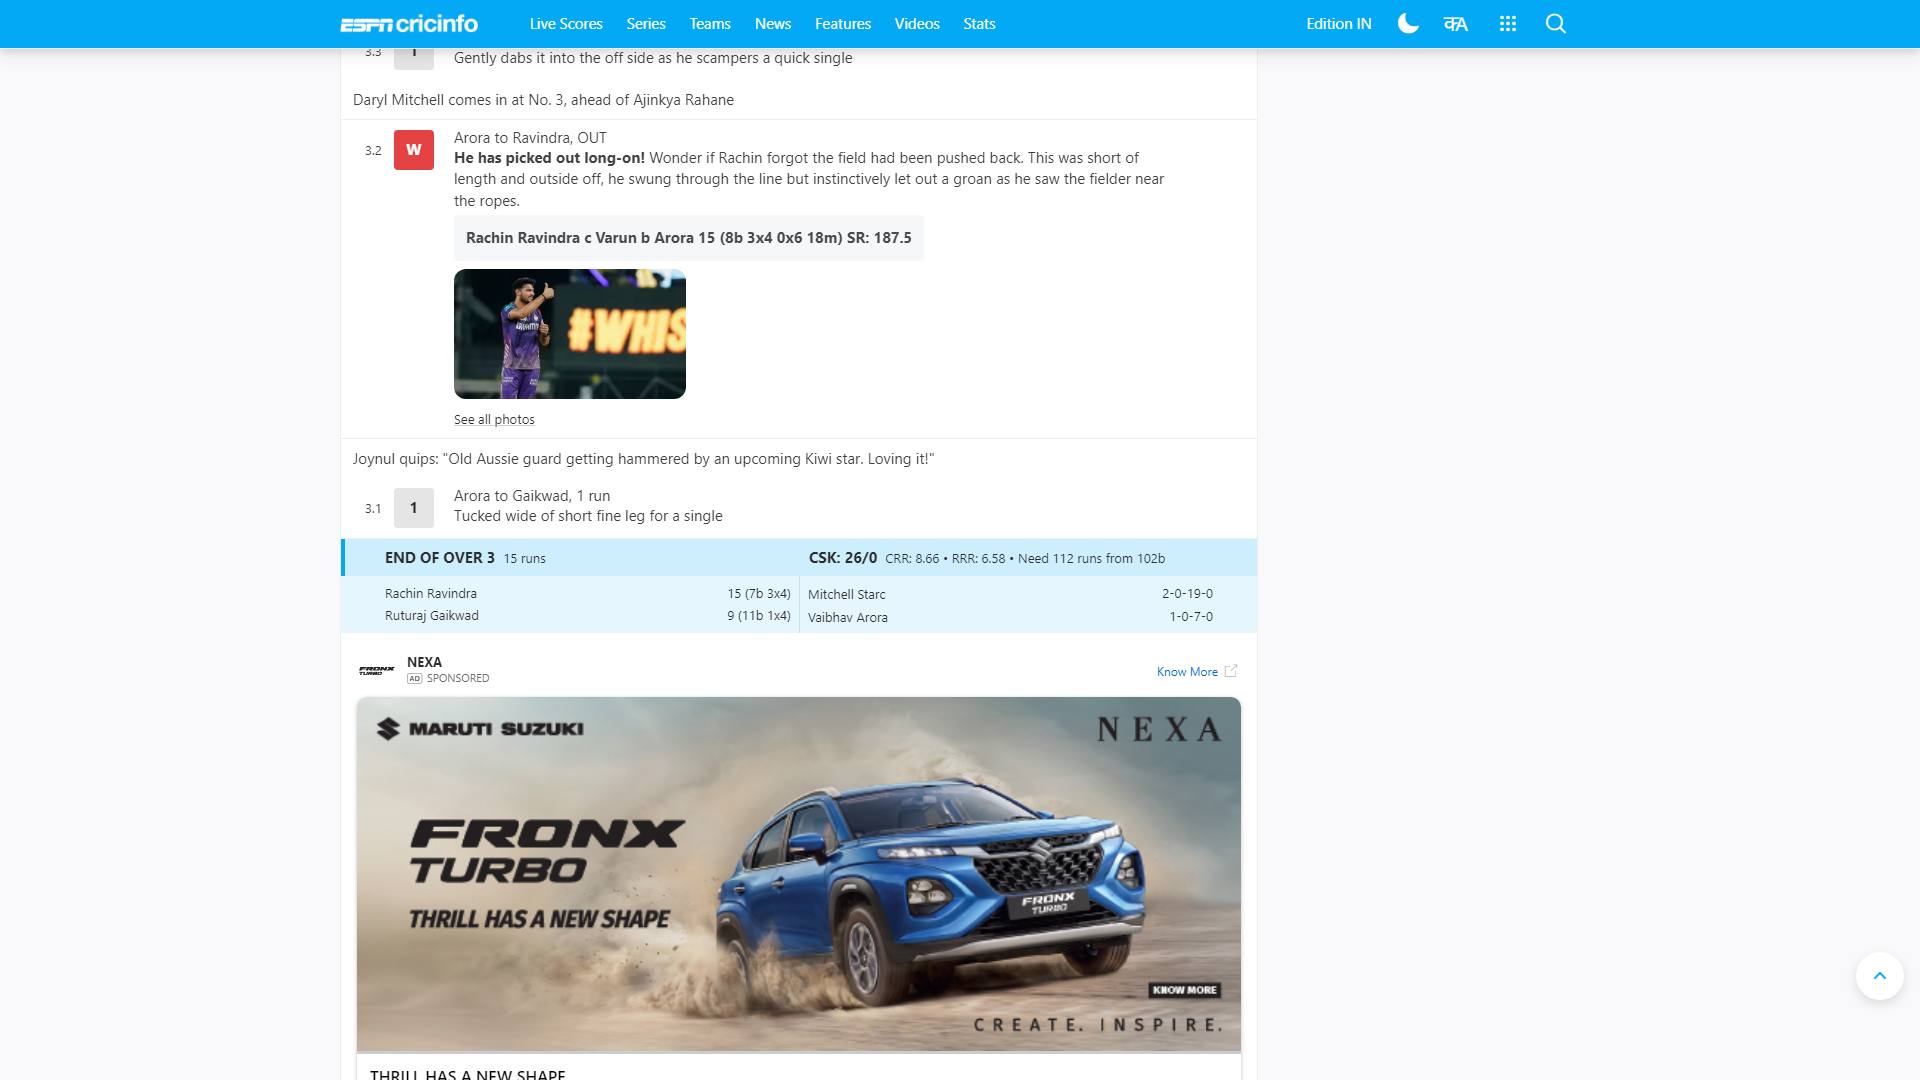 ESPN cricinfo
Live Scores
Series
Teams
News
Features
Videos
Stats
Edition IN
क A
3.3
1
Gently dabs it into the off side as he scampers a quick single
Daryl Mitchell comes in at No. 3, ahead of Ajinkya Rahane
3.2
W
Arora to Ravindra, OUT
He has picked out long-on! Wonder if Rachin forgot the field had been pushed back. This was short of
length and outside off, he swung through the line but instinctively let out a groan as he saw the fielder near
the ropes.
Rachin Ravindra c Varun b Arora 15 (8b 3x4 0x6 18m) SR: 187.5
#WHIS
See all photos
Joynul quips: "Old Aussie guard getting hammered by an upcoming Kiwi star. Loving it!"
3.1
1
Arora to Gaikwad, 1 run
Tucked wide of short fine leg for a single
END OF OVER 3 15 runs
CSK: 26/0 CRR: 8.66 • RRR: 6.58 • Need 112 runs from 102b
Rachin Ravindra 15 (7b 3x4)
Mitchell Starc 2-0-19-0
Ruturaj Gaikwad 9 (11b 1x4)
Vaibhav Arora 1-0-7-0
FRONX
TURBO
NEXA
AD SPONSORED
Know More
MARUTI SUZUKI
NEXA
FRONX
TURBO
THRILL HAS A NEW SHAPE
FRONX
TURBO
KNOW MORE
CREATE. INSPIRE.
THRILL HAS A NEW SHAPE